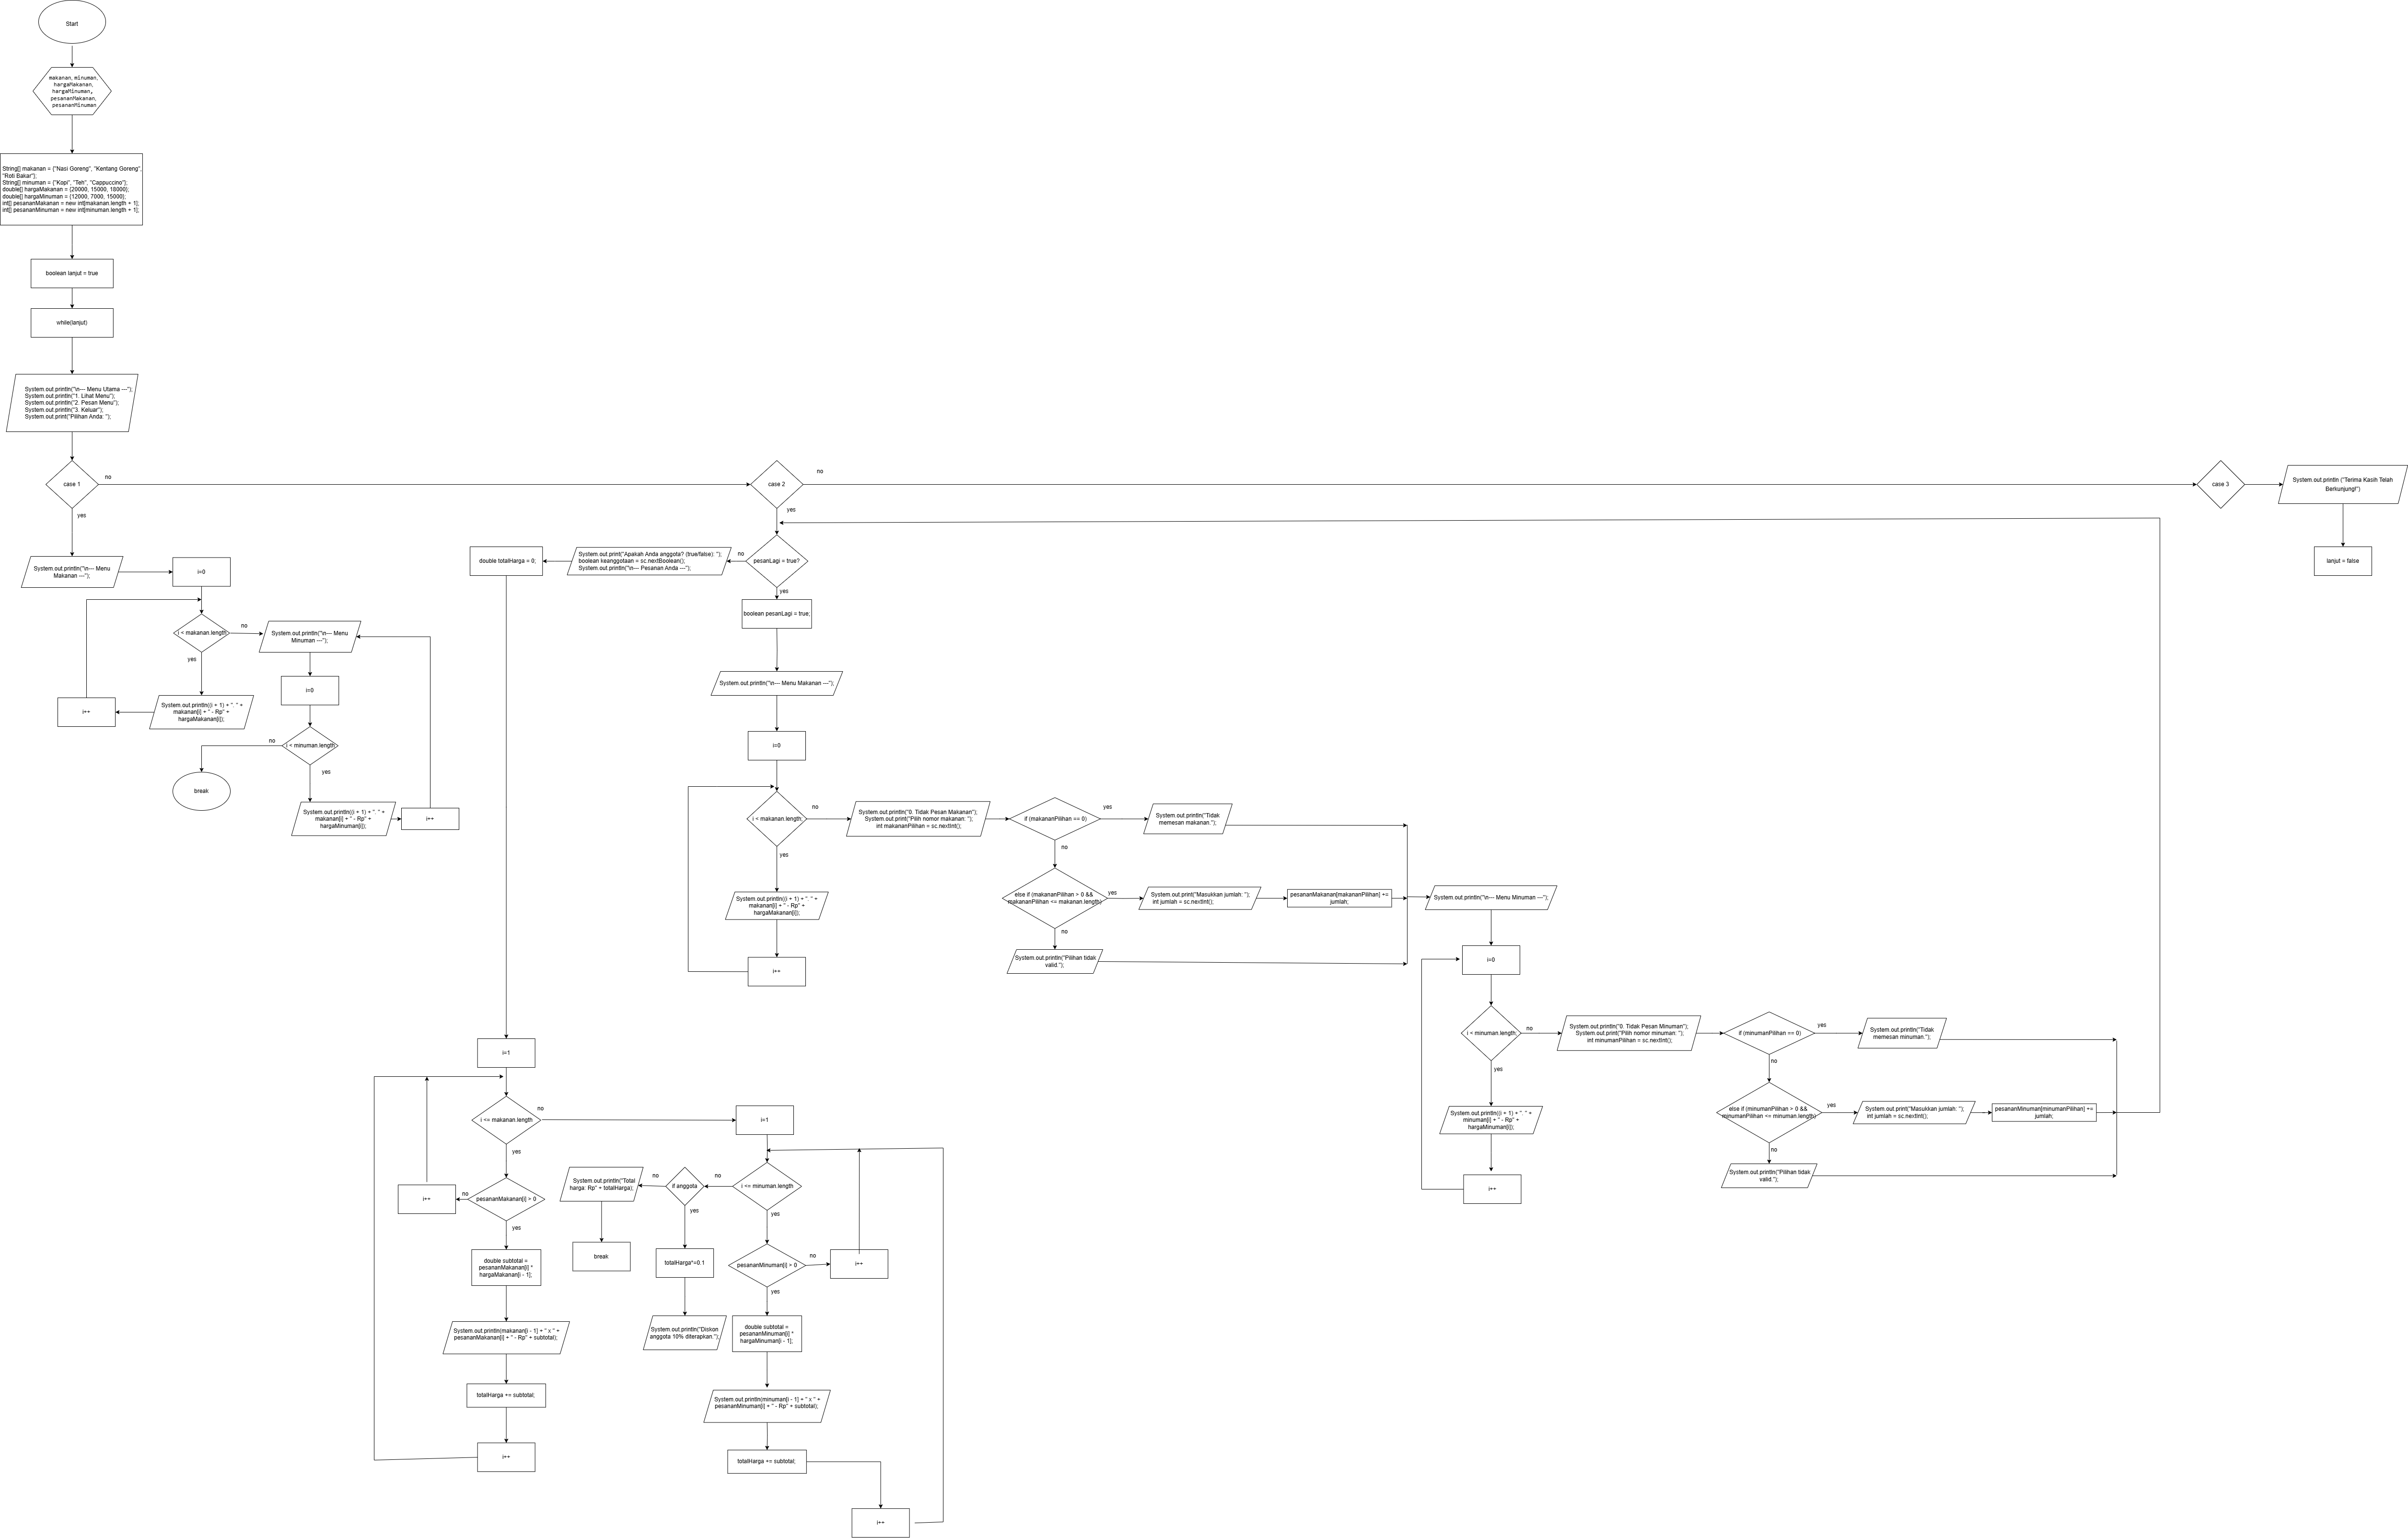 Start
makanan, minuman,
hargaMakanan,
hargaMinuman,
pesananMakanan,
pesananMinuman
String[] makanan = {"Nasi Goreng", "Kentang Goreng",
"Roti Bakar"};
String[] minuman = {"Kopi", "Teh", "Cappuccino"};
double[] hargaMakanan = {20000, 15000, 18000};
double[] hargaMinuman = {12000, 7000, 15000};
int[] pesananMakanan = new int[makanan.length + 1];
int[] pesananMinuman = new int[minuman.length + 1];
boolean lanjut = true
while(lanjut)
System.out.println("\n--- Menu Utama ---");
System.out.println("1. Lihat Menu");
System.out.println("2. Pesan Menu");
System.out.println("3. Keluar");
System.out.print("Pilihan Anda: ");
case 1
no
yes
case 2
no
yes
case 3
System.out.println ("Terima Kasih Telah
Berkunjung!")
lanjut = false
System.out.println("\n--- Menu
Makanan ---");
i=0
i < makanan.length;
no
yes
System.out.println((i + 1) + ". " +
makanan[i] + " - Rp" +
hargaMakanan[i]);
i++
System.out.println("\n--- Menu
Minuman ---");
i=0
i < minuman.length;
no
yes
break
System.out.println((i + 1) + ". " +
makanan[i] + " - Rp" +
hargaMinuman[i]);
i++
pesanLagi = true?
no
yes
System.out.print("Apakah Anda anggota? (true/false): ");
boolean keanggotaan = sc.nextBoolean();
System.out.println("\n--- Pesanan Anda ---");
double totalHarga = 0;
boolean pesanLagi = true;
System.out.println("\n--- Menu Makanan ---");
i=0
i < makanan.length;
no
yes
System.out.println((i + 1) + ". " +
makanan[i] + " - Rp" +
hargaMakanan[i]);
i++
System.out.println("0. Tidak Pesan Makanan");
System.out.print("Pilih nomor makanan: ");
int makananPilihan = sc.nextInt();
if (makananPilihan == 0)
yes
no
System.out.println("Tidak
memesan makanan.");
else if (makananPilihan > 0 &&
makananPilihan <= makanan.length)
yes
no
System.out.print("Masukkan jumlah: ");
int jumlah = sc.nextInt();
pesananMakanan[makananPilihan] +=
jumlah;
System.out.println("Pilihan tidak
valid.");
System.out.println("\n--- Menu Minuman ---");
i=0
i < minuman.length;
no
yes
System.out.println((i + 1) + ". " +
minuman[i] + " - Rp" +
hargaMinuman[i]);
i++
System.out.println("0. Tidak Pesan Minuman");
System.out.print("Pilih nomor minuman: ");
int minumanPilihan = sc.nextInt();
if (minumanPilihan == 0)
yes
no
System.out.println("Tidak
memesan minuman.");
else if (minumanPilihan > 0 &&
minumanPilihan <= minuman.length)
yes
no
System.out.print("Masukkan jumlah: ");
int jumlah = sc.nextInt();
pesananMinuman[minumanPilihan] +=
jumlah;
System.out.println("Pilihan tidak
valid.");
i=1
i <= makanan.length
no
yes
pesananMakanan[i] > 0
no
yes
i++
double subtotal =
pesananMakanan[i] *
hargaMakanan[i - 1];
System.out.println(makanan[i - 1] + " x " +
pesananMakanan[i] + " - Rp" + subtotal);
totalHarga += subtotal;
i++
i=1
i <= minuman.length
no
yes
if anggota
no
yes
System.out.println("Total
harga: Rp" + totalHarga);
break
totalHarga*=0.1
System.out.println("Diskon
anggota 10% diterapkan.");
pesananMinuman[i] > 0
no
yes
i++
double subtotal =
pesananMinuman[i] *
hargaMinuman[i - 1];
System.out.println(minuman[i - 1] + " x " +
pesananMinuman[i] + " - Rp" + subtotal);
totalHarga += subtotal;
i++